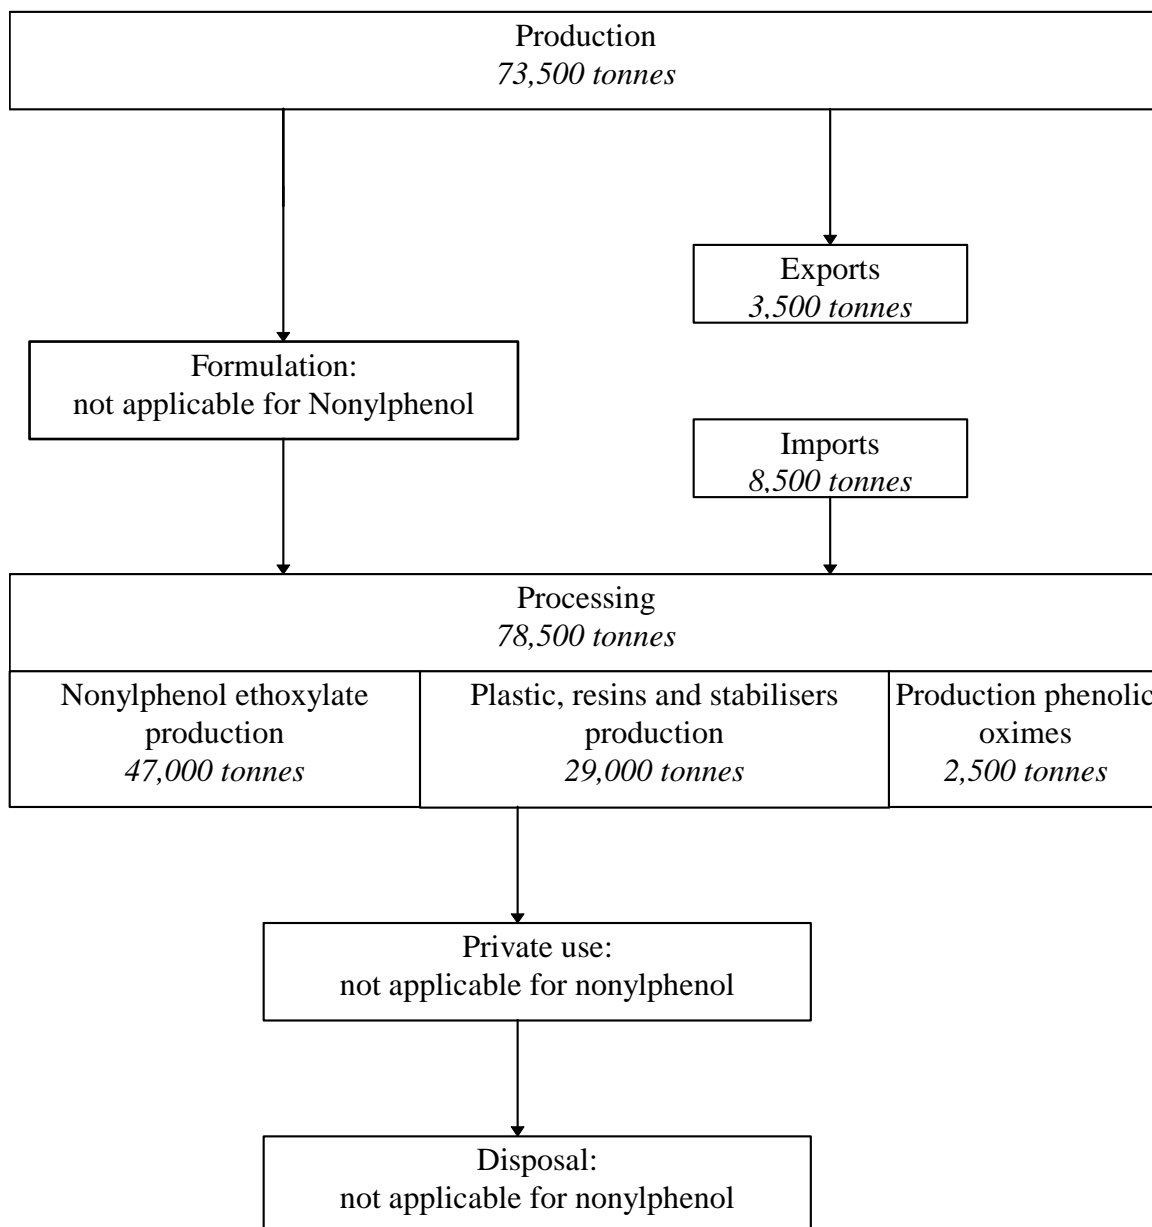 Production
73,500 tonnes
Exports
3,500 tonnes
Formulation:
not applicable for Nonylphenol
Imports
8,500 tonnes
Processing
78,500 tonnes
Nonylphenol ethoxylate
production
47,000 tonnes
Plastic, resins and stabilisers
production
29,000 tonnes
Production phenolic
oximes
2,500 tonnes
Private use:
not applicable for nonylphenol
Disposal:
not applicable for nonylphenol